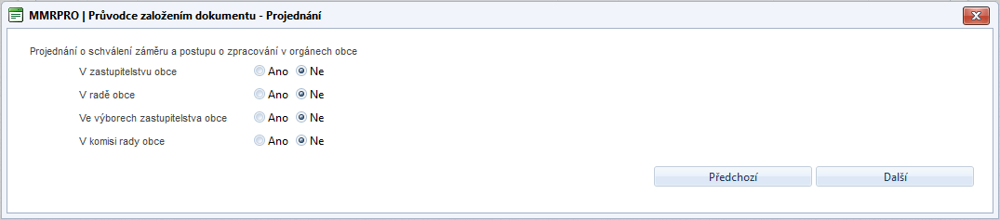 MMRPRO | Průvodce založením dokumentu - Projednání
Projednání o schválení záměru a postupu o zpracování v orgánech obce
V zastupitelstvu obce Ano Ne
V radě obce Ano Ne
Ve výborech zastupitelstva obce Ano Ne
V komisi rady obce Ano Ne
Předchozí Další